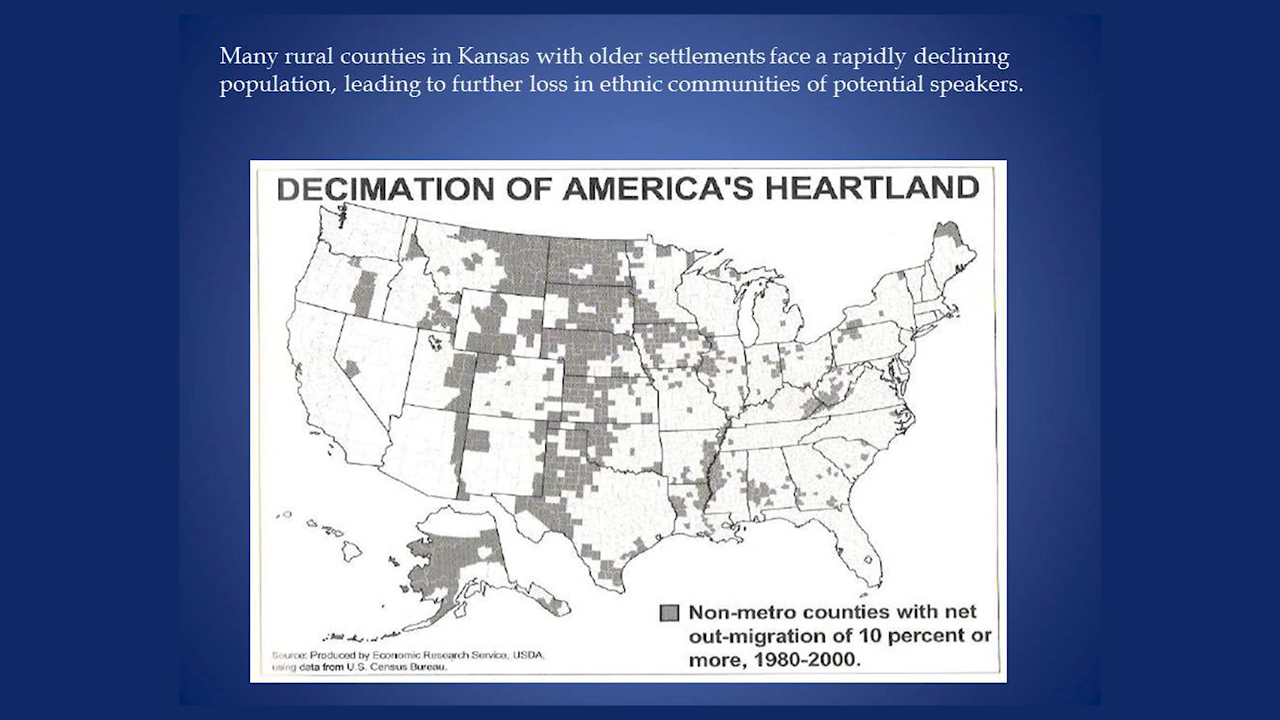 Many rural counties in Kansas with older settlements face a rapidly declining
population, leading to further loss in ethnic communities of potential speakers.
DECIMATION OF AMERICA'S HEARTLAND
Non-metro counties with net
out-migration of 10 percent or
more, 1980-2000.
Source: Produced by Economic Research Service, USDA,
using data from U.S. Census Bureau.